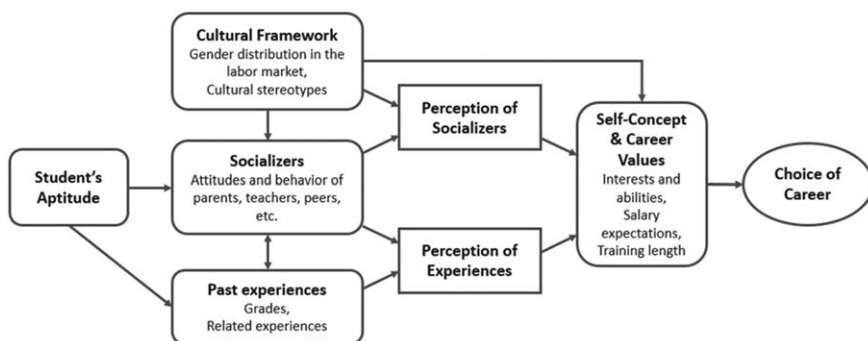 Cultural Framework
Gender distribution in the
labor market,
Cultural stereotypes
Perception of
Socializers
Self-Concept
& Career
Values
Interests and
abilities,
Salary
expectations,
Training length
Student's
Aptitude
Socializers
Attitudes and behavior of
parents, teachers, peers,
etc.
Choice of
Career
Perception of
Experiences
Past experiences
Grades,
Related experiences